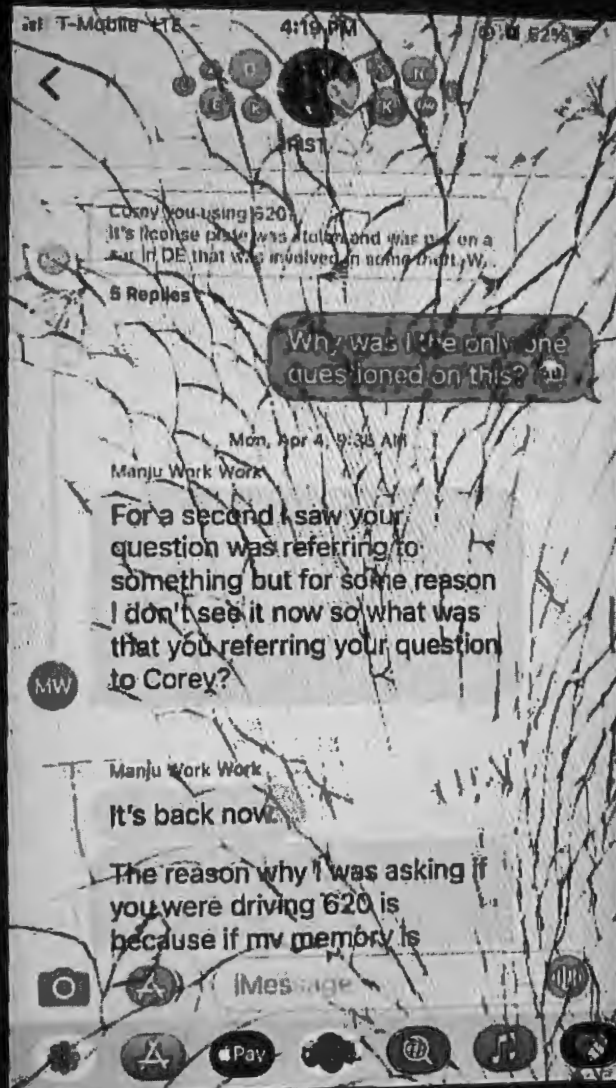 T-Mobile LTE 4:19 PM 62%
Corey you using 620?
It's license plate was stolen and was put on a
car in DE that was involved in some theft. W
5 Replies
Why was I the only one
questioned on this?
Mon, Apr 4, 9:38 AM
Manju Work Work
For a second I saw your
question was referring to
something but for some reason
I don't see it now so what was
that you referring your question
to Corey?
MW
Manju Work Work
It's back now
The reason why I was asking if
you were driving 620 is
because if my memory is
iMessage
Pay